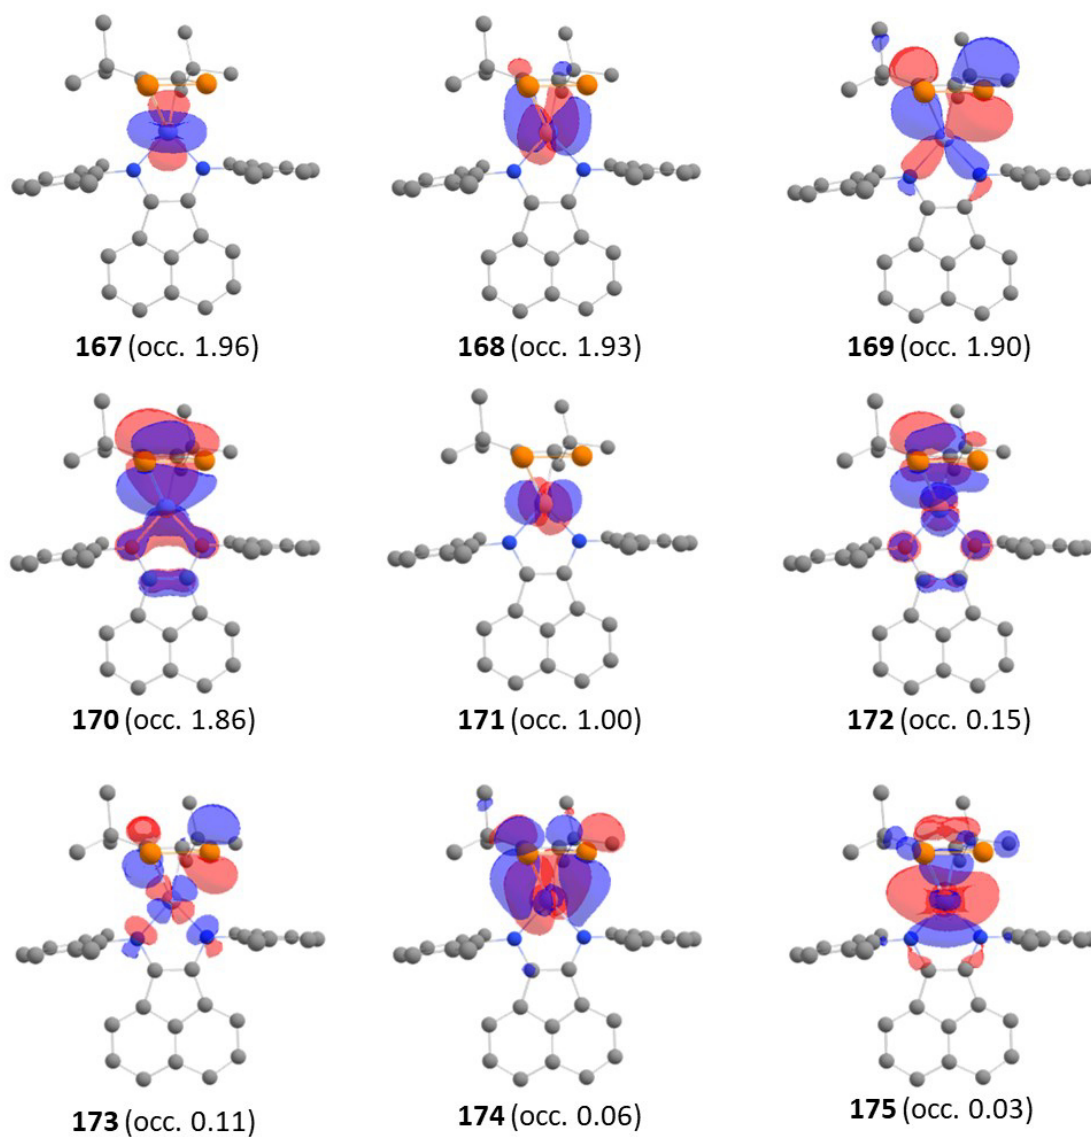 167 (occ. 1.96)
168 (occ. 1.93)
169 (occ. 1.90)
170 (occ. 1.86)
171 (occ. 1.00)
172 (occ. 0.15)
173 (occ. 0.11)
174 (occ. 0.06)
175 (occ. 0.03)